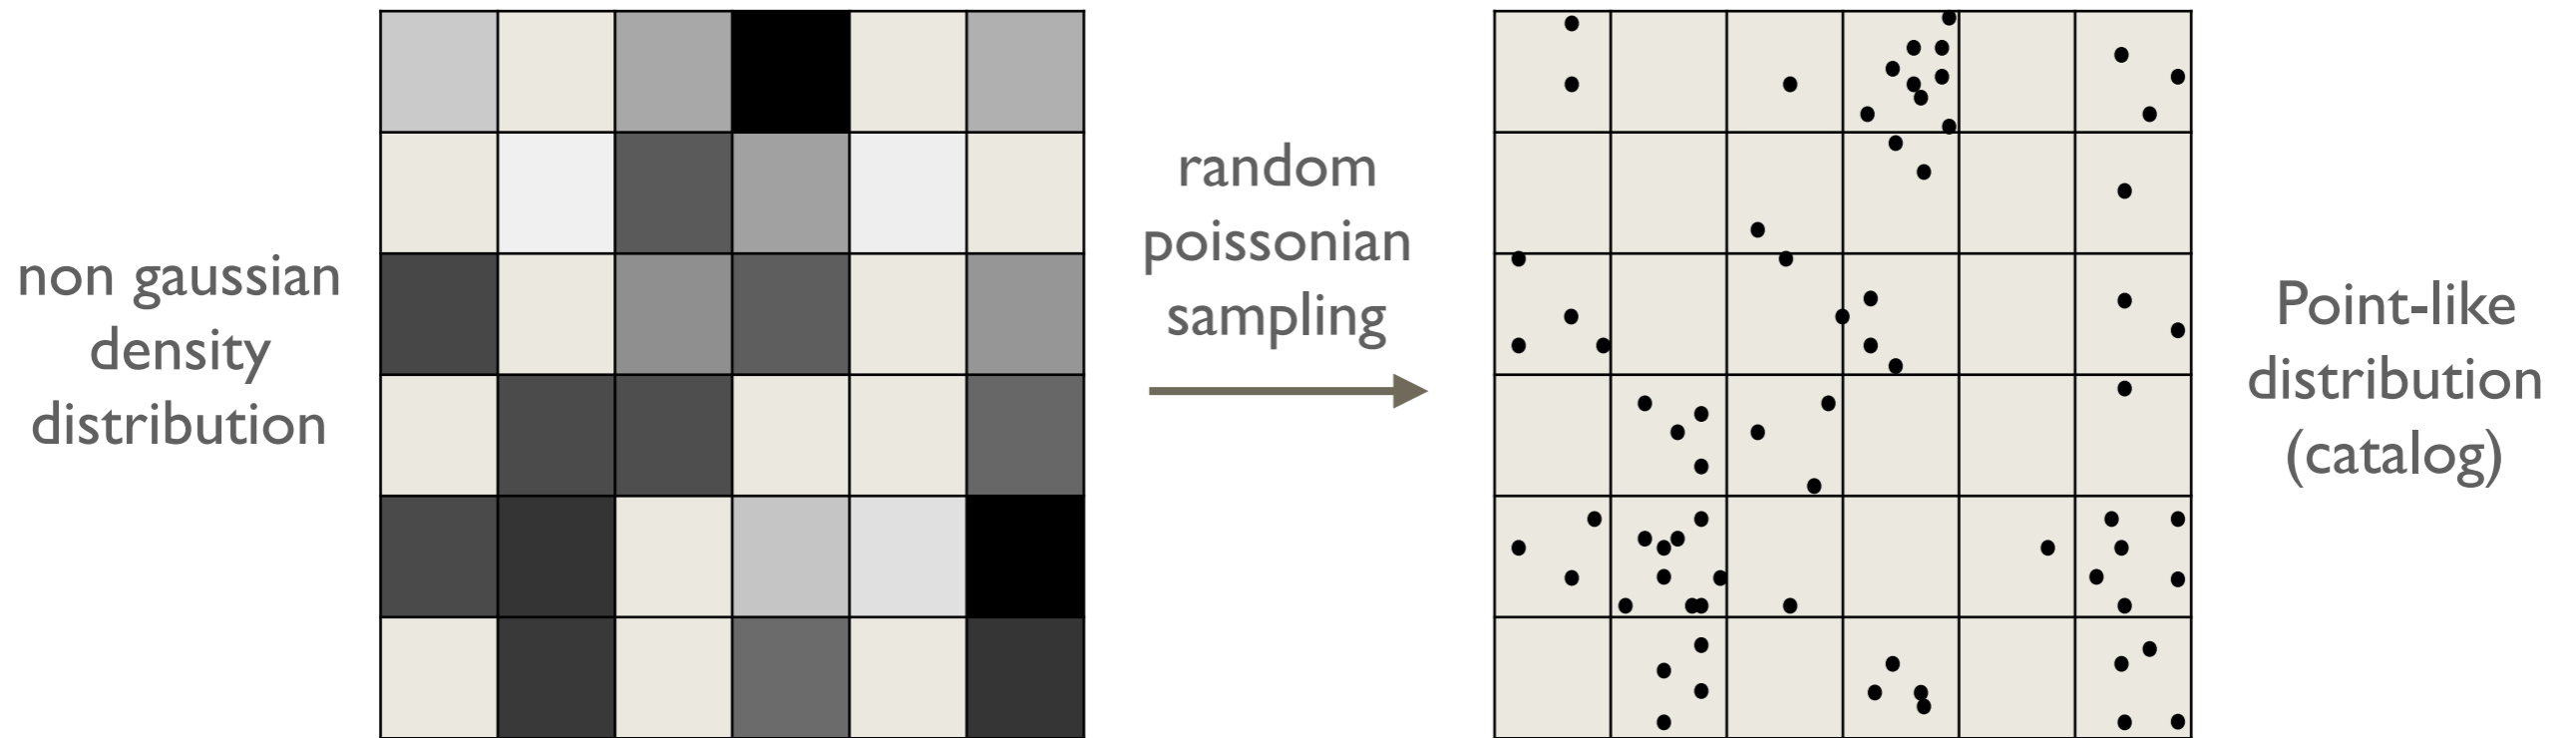 non gaussian
density
distribution
random
poissonian
sampling
Point-like
distribution
(catalog)